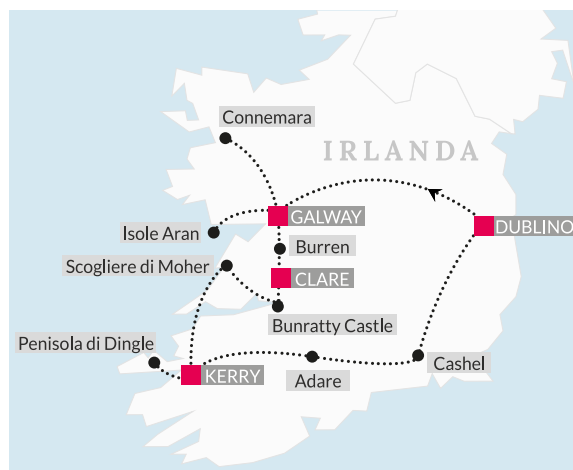 Connemara
IRLANDA
GALWAY
DUBLINO
Isole Aran
Burren
Scogliere di Moher
CLARE
Bunratty Castle
Penisola di Dingle
KERRY
Adare
Cashel